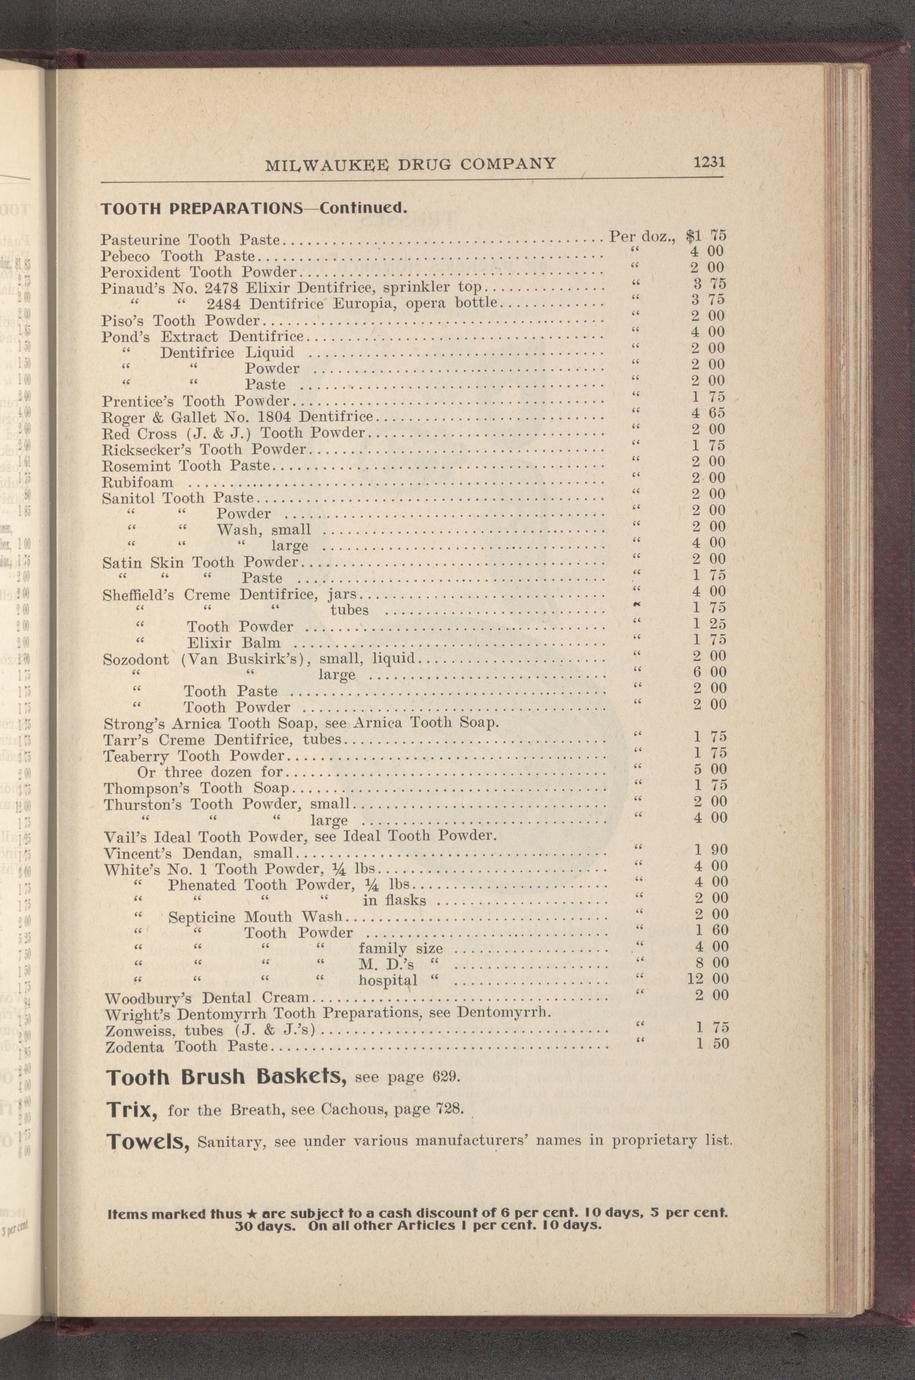 MILWAUKEE DRUG COMPANY 1231
TOOTH PREPARATIONS—Continued.
Pasteurine Tooth Paste........................................ Per doz., $1 75
Pebeco Tooth Paste........................................ “ 4 00
Peroxident Tooth Powder........................................ “ 2 00
Pinaud's No. 2478 Elixir Dentifrice, sprinkler top............... “ 3 75
“ “ 2484 Dentifrice Europia, opera bottle............. “ 3 75
Piso's Tooth Powder........................................ “ 2 00
Pond's Extract Dentifrice........................................ “ 4 00
“ Dentifrice Liquid ........................................ “ 2 00
“ “ Powder ........................................ “ 2 00
“ “ Paste ........................................ “ 2 00
Prentice's Tooth Powder........................................ “ 1 75
Roger & Gallet No. 1804 Dentifrice............................ “ 4 65
Red Cross (J. & J.) Tooth Powder............................. “ 2 00
Ricksecker's Tooth Powder..................................... “ 1 75
Rosemint Tooth Paste........................................ “ 2 00
Rubifoam ........................................ “ 2 00
Sanitol Tooth Paste........................................ “ 2 00
“ “ Powder ........................................ “ 2 00
“ “ Wash, small ................................... “ 2 00
“ “ “ large ................................... “ 4 00
Satin Skin Tooth Powder...................................... “ 2 00
“ “ “ Paste ...................................... “ 1 75
Sheffield's Creme Dentifrice, jars............................... “ 4 00
“ “ “ tubes ............................ “ 1 75
“ Tooth Powder ..................................... “ 1 25
“ Elixir Balm ....................................... “ 1 75
Sozodont (Van Buskirk's), small, liquid........................ “ 2 00
“ “ large .............................. “ 6 00
“ Tooth Paste ....................................... “ 2 00
“ Tooth Powder ...................................... “ 2 00
Strong's Arnica Tooth Soap, see Arnica Tooth Soap.
Tarr's Creme Dentifrice, tubes................................. “ 1 75
Teaberry Tooth Powder........................................ “ 1 75
Or three dozen for........................................ “ 5 00
Thompson's Tooth Soap....................................... “ 1 75
Thurston's Tooth Powder, small................................ “ 2 00
“ “ “ large ............................... “ 4 00
Vail's Ideal Tooth Powder, see Ideal Tooth Powder.
Vincent's Dendan, small....................................... “ 1 90
White's No. 1 Tooth Powder, ¼ lbs............................. “ 4 00
“ Phenated Tooth Powder, ¼ lbs........................ “ 4 00
“ “ “ “ in flasks ..................... “ 2 00
“ Septicine Mouth Wash................................ “ 2 00
“ “ Tooth Powder .............................. “ 1 60
“ “ “ “ family size ................... “ 4 00
“ “ “ “ M. D.'s “ ................... “ 8 00
“ “ “ “ hospital “ ................... “ 12 00
Woodbury's Dental Cream..................................... “ 2 00
Wright's Dentomyrrh Tooth Preparations, see Dentomyrrh.
Zonweiss, tubes (J. & J.'s).................................... “ 1 75
Zodenta Tooth Paste.......................................... “ 1 50
Tooth Brush Baskets, see page 629.
Trix, for the Breath, see Cachous, page 728.
Towels, Sanitary, see under various manufacturers' names in proprietary list.
Items marked thus ★ are subject to a cash discount of 6 per cent. 10 days, 5 per cent.
30 days. On all other Articles 1 per cent. 10 days.